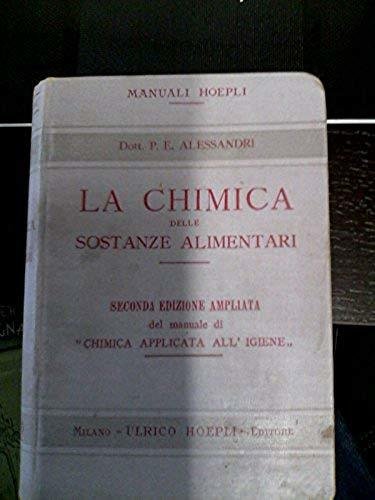 MANUALI HOEPLI
DOTT. P. E. ALESSANDRI
LA CHIMICA
DELLE
SOSTANZE ALIMENTARI
SECONDA EDIZIONE AMPLIATA
del manuale di
"CHIMICA APPLICATA ALL'IGIENE„
MILANO - ULRICO HOEPLI - EDITORE